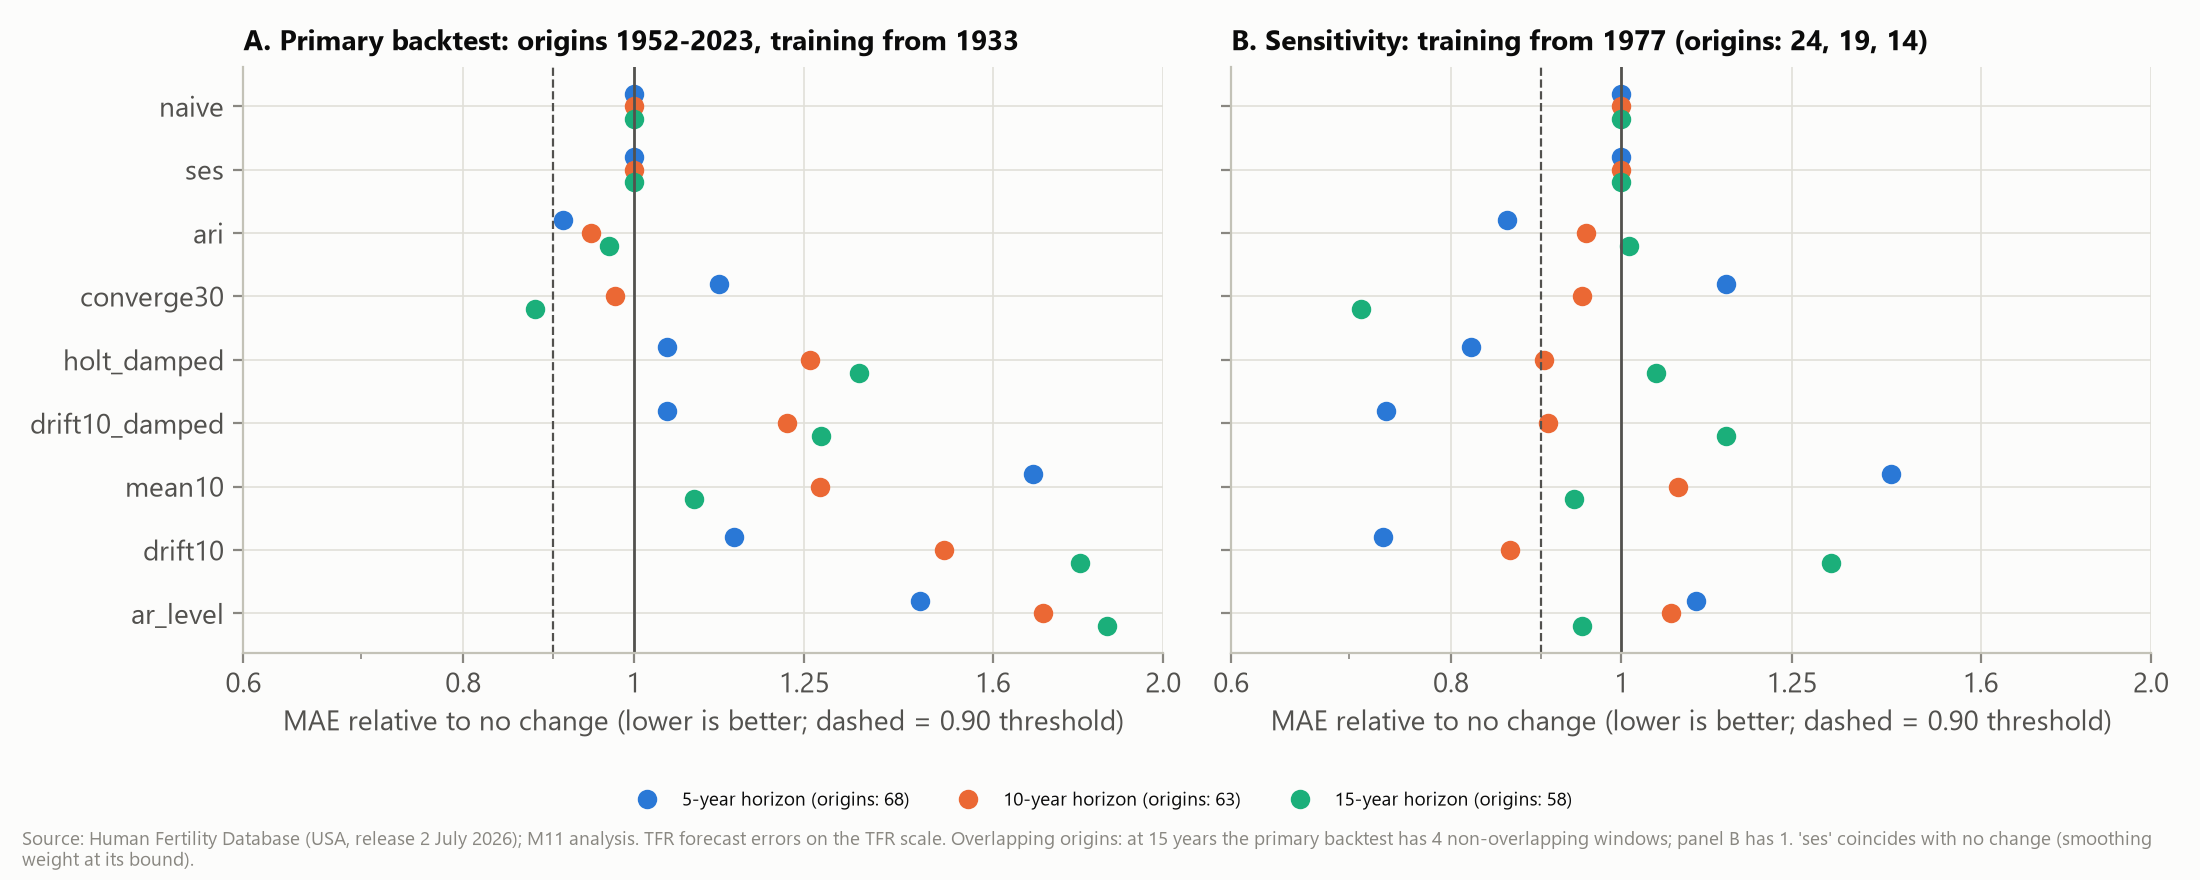 A. Primary backtest: origins 1952-2023, training from 1933
B. Sensitivity: training from 1977 (origins: 24, 19, 14)
naive
ses
ari
converge30
holt_damped
drift10_damped
mean10
drift10
ar_level
0.6 0.8 1 1.25 1.6 2.0
0.6 0.8 1 1.25 1.6 2.0
MAE relative to no change (lower is better; dashed = 0.90 threshold)
MAE relative to no change (lower is better; dashed = 0.90 threshold)
5-year horizon (origins: 68) 10-year horizon (origins: 63) 15-year horizon (origins: 58)
Source: Human Fertility Database (USA, release 2 July 2026); M11 analysis. TFR forecast errors on the TFR scale. Overlapping origins: at 15 years the primary backtest has 4 non-overlapping windows; panel B has 1. 'ses' coincides with no change (smoothing
weight at its bound).